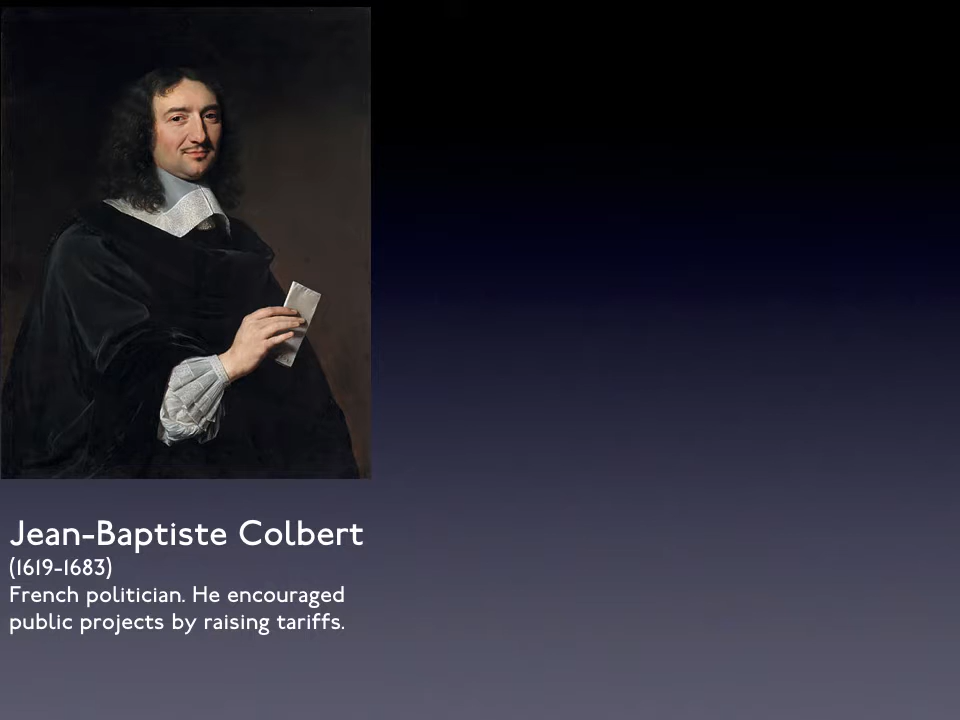 Jean-Baptiste Colbert
(1619-1683)
French politician. He encouraged
public projects by raising tariffs.